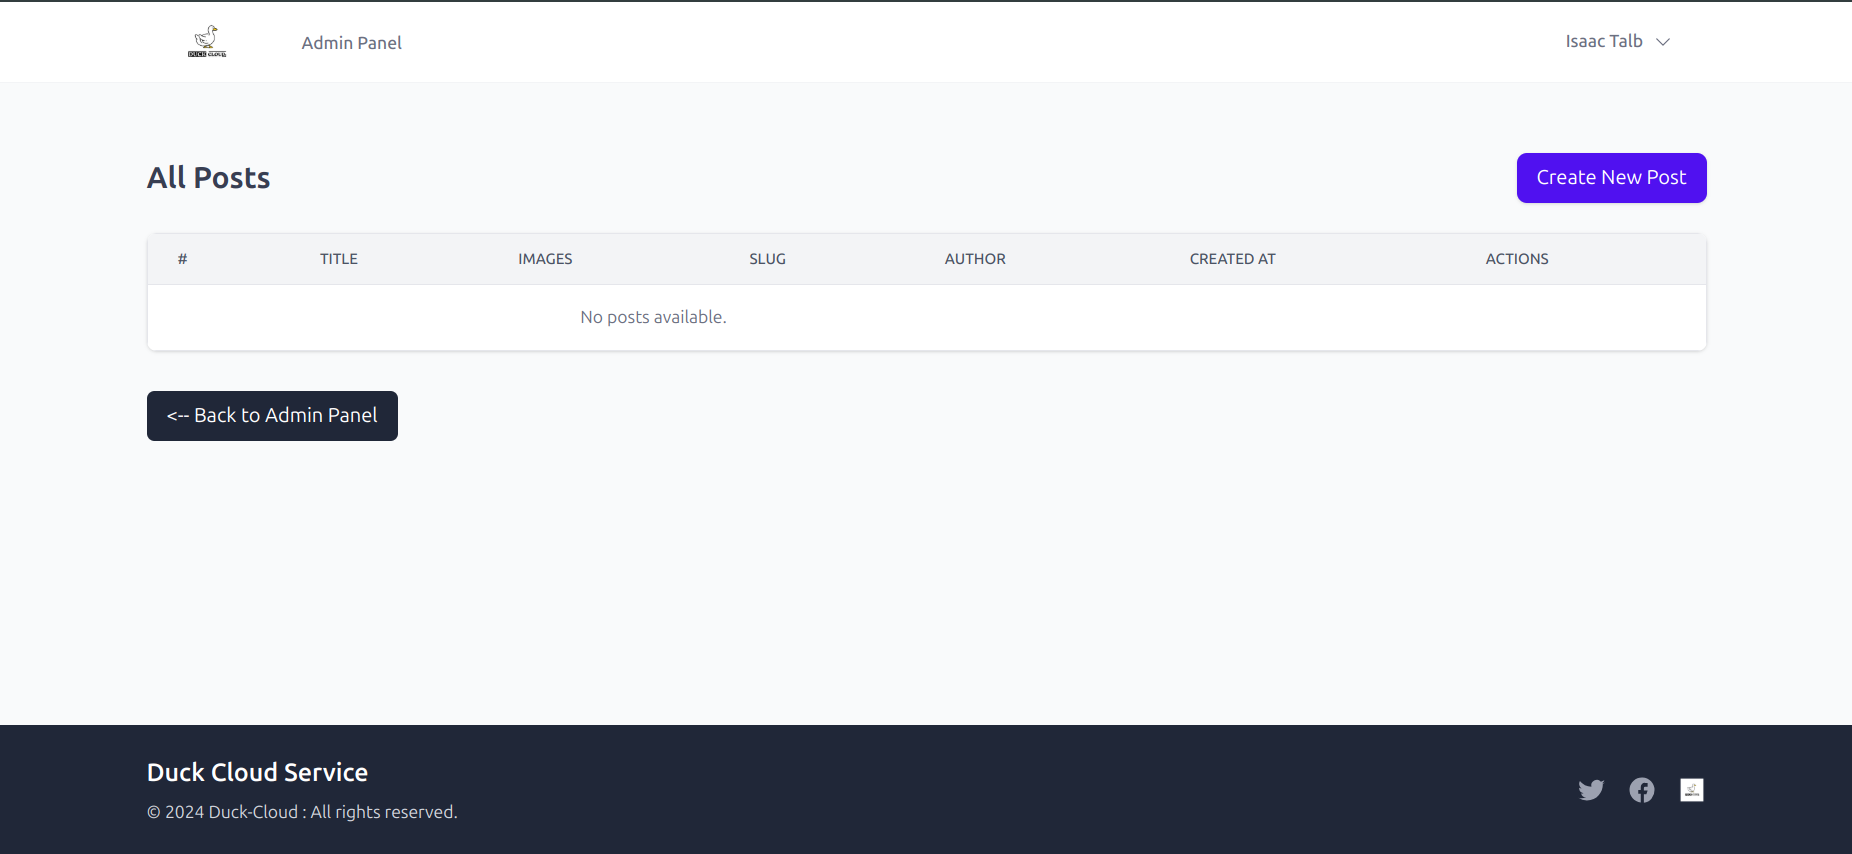 DUCK CLOUD
Admin Panel
Isaac Talb
All Posts
Create New Post
# TITLE IMAGES SLUG AUTHOR CREATED AT ACTIONS
No posts available.
<-- Back to Admin Panel
Duck Cloud Service
© 2024 Duck-Cloud : All rights reserved.